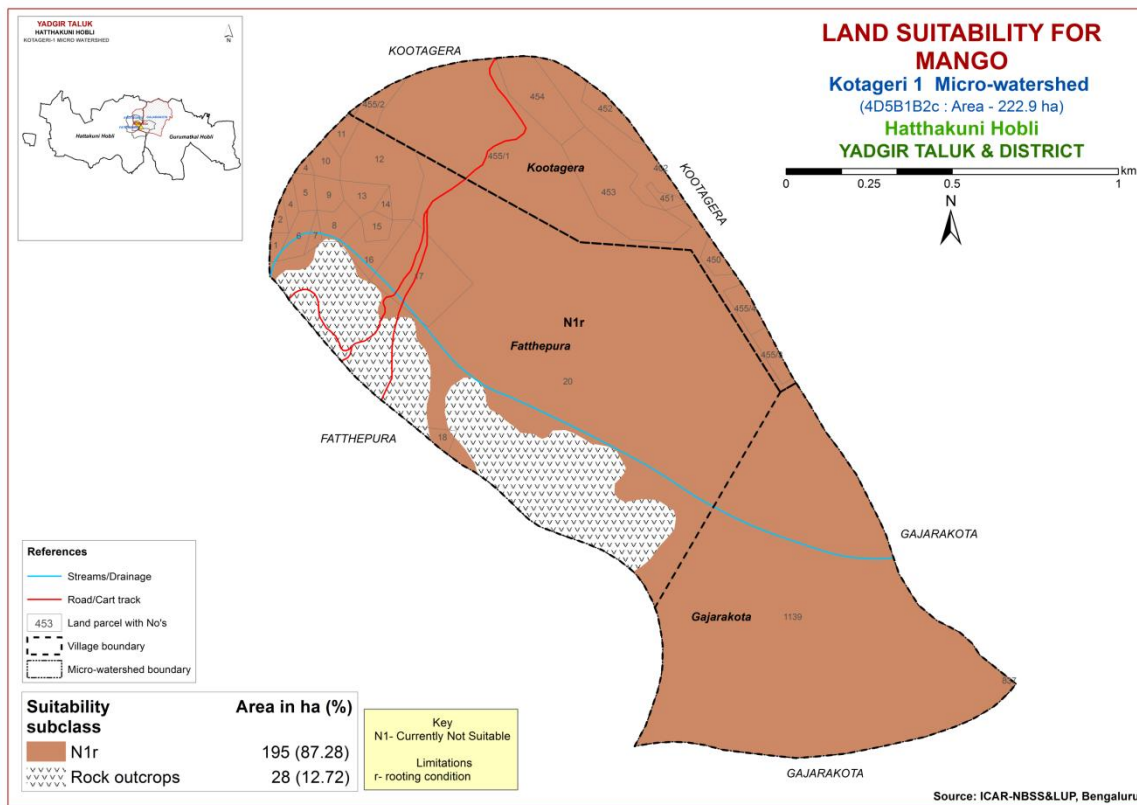 YADGIR TALUK
HATTHAKUNI HOBLI
KOTAGERI-1 MICRO WATERSHED
N
Hattakuni Hobli
Gurumatkal Hobli
LAND SUITABILITY FOR
MANGO
Kotageri 1 Micro-watershed
(4D5B1B2c : Area - 222.9 ha)
Hatthakuni Hobli
YADGIR TALUK & DISTRICT
km
0 0.25 0.5 1
N
KOOTAGERA
455/2
454
452
11
12
455/1
10
4
Kootagera
462
453
451
KOOTAGERA
5
9
13
14
4
2
15
8
6
7
1
16
17
450
455/4
N1r
Fatthepura
455/3
20
FATTHEPURA
18
GAJARAKOTA
Gajarakota
1139
837
GAJARAKOTA
References
Streams/Drainage
Road/Cart track
453 Land parcel with No's
Village boundary
Micro-watershed boundary
Suitability
subclass
Area in ha (%)
N1r 195 (87.28)
Rock outcrops 28 (12.72)
Key
N1- Currently Not Suitable
Limitations
r- rooting condition
Source: ICAR-NBSS&LUP, Bengaluru